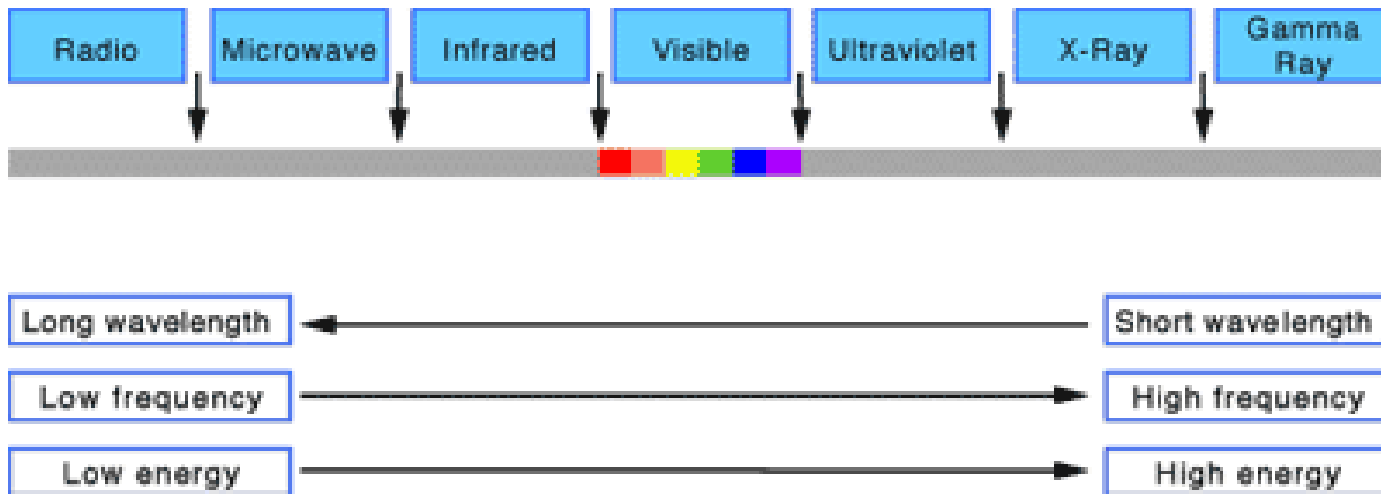 Radio
Microwave
Infrared
Visible
Ultraviolet
X-Ray
Gamma
Ray
Long wavelength
Short wavelength
Low frequency
High frequency
Low energy
High energy